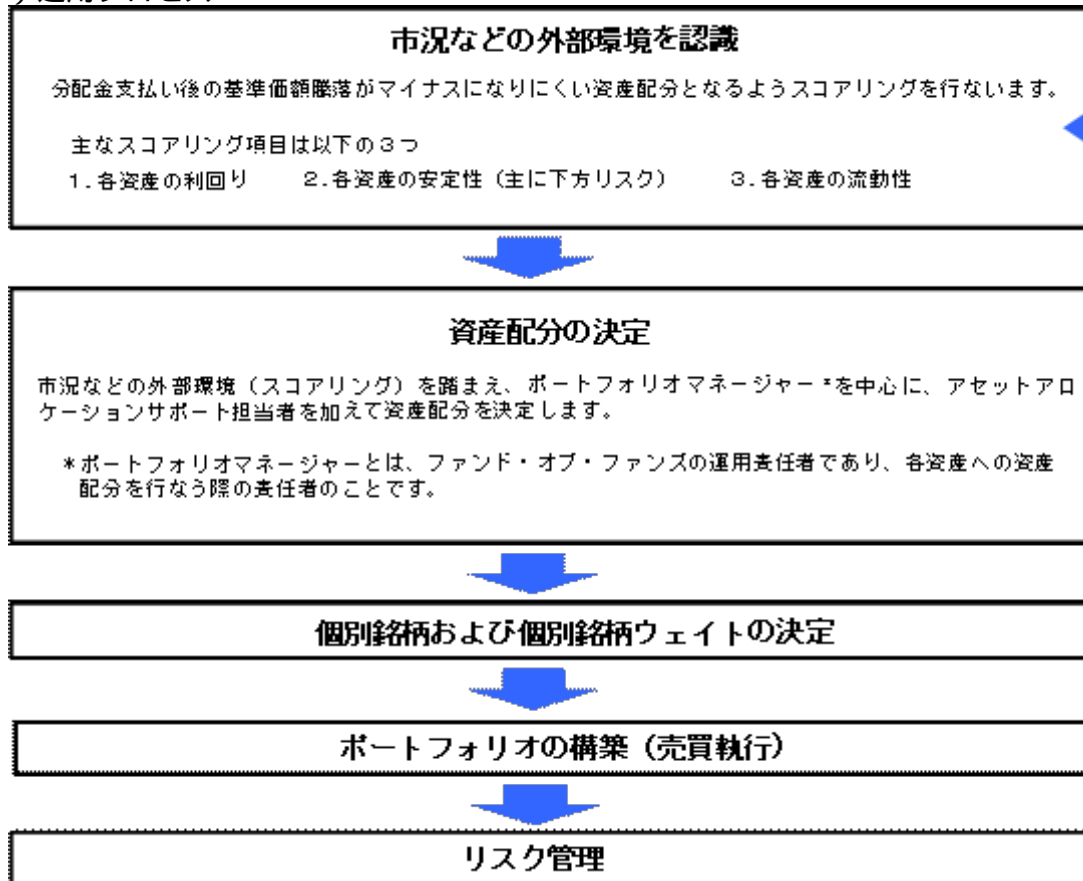 市況などの外部環境を認識
分配金支払い後の基準価額騰落がマイナスになりにくい資産配分となるようスコアリングを行ないます。
主なスコアリング項目は以下の３つ
1.各資産の利回り　2.各資産の安定性（主に下方リスク）　3.各資産の流動性
資産配分の決定
市況などの外部環境（スコアリング）を踏まえ、ポートフォリオマネージャー*を中心に、アセットアロ
ケーションサポート担当者を加えて資産配分を決定します。
*ポートフォリオマネージャーとは、ファンド・オブ・ファンズの運用責任者であり、各資産への資産
配分を行なう際の責任者のことです。
個別銘柄および個別銘柄ウェイトの決定
ポートフォリオの構築（売買執行）
リスク管理